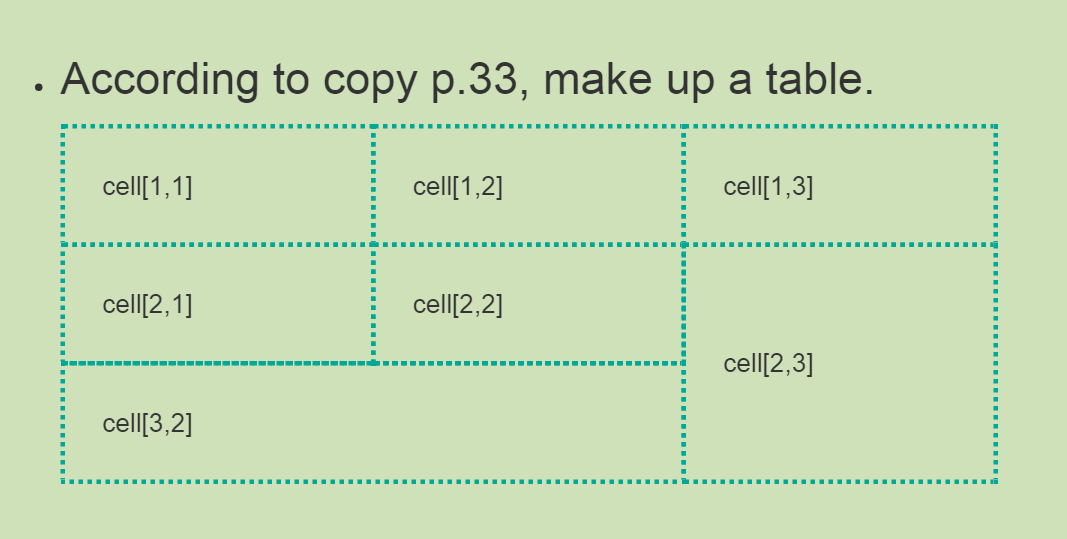 • According to copy p.33, make up a table.
cell[1,1] cell[1,2] cell[1,3]
cell[2,1] cell[2,2]
cell[2,3]
cell[3,2]